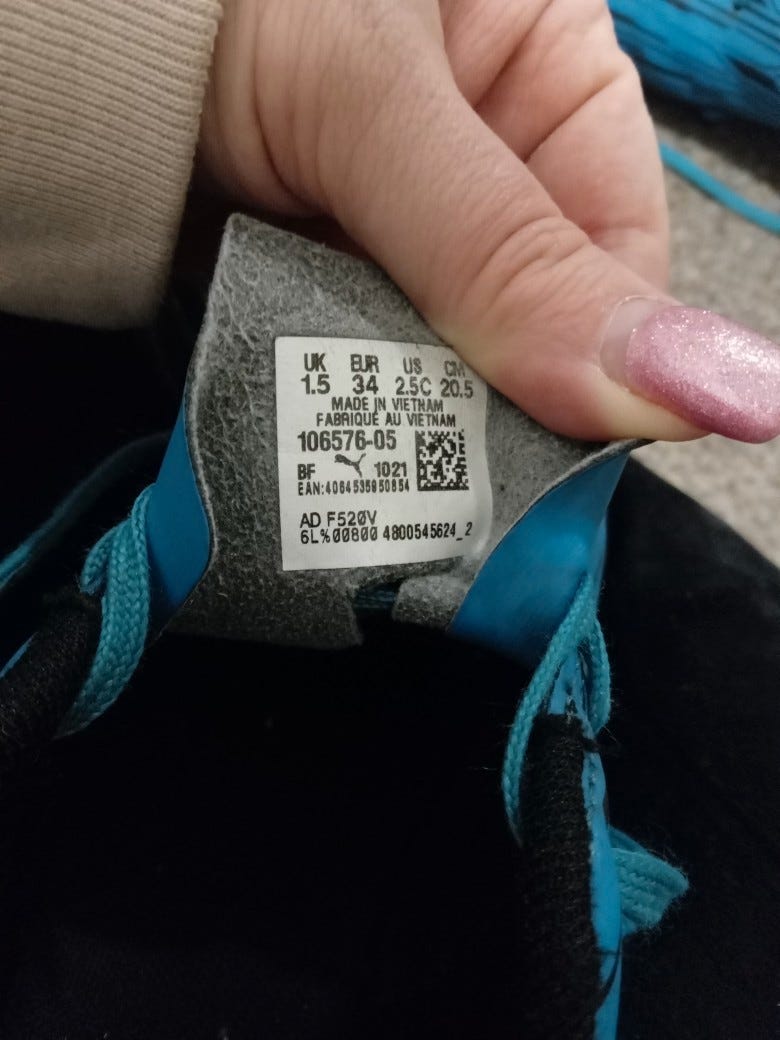 UK EUR US CM
1.5 34 2.5C 20.5
MADE IN VIETNAM
FABRIQUÉ AU VIETNAM
106576-05
BF 1021
EAN:4064535950854
AD F520V
6L%00800 4800545624_2